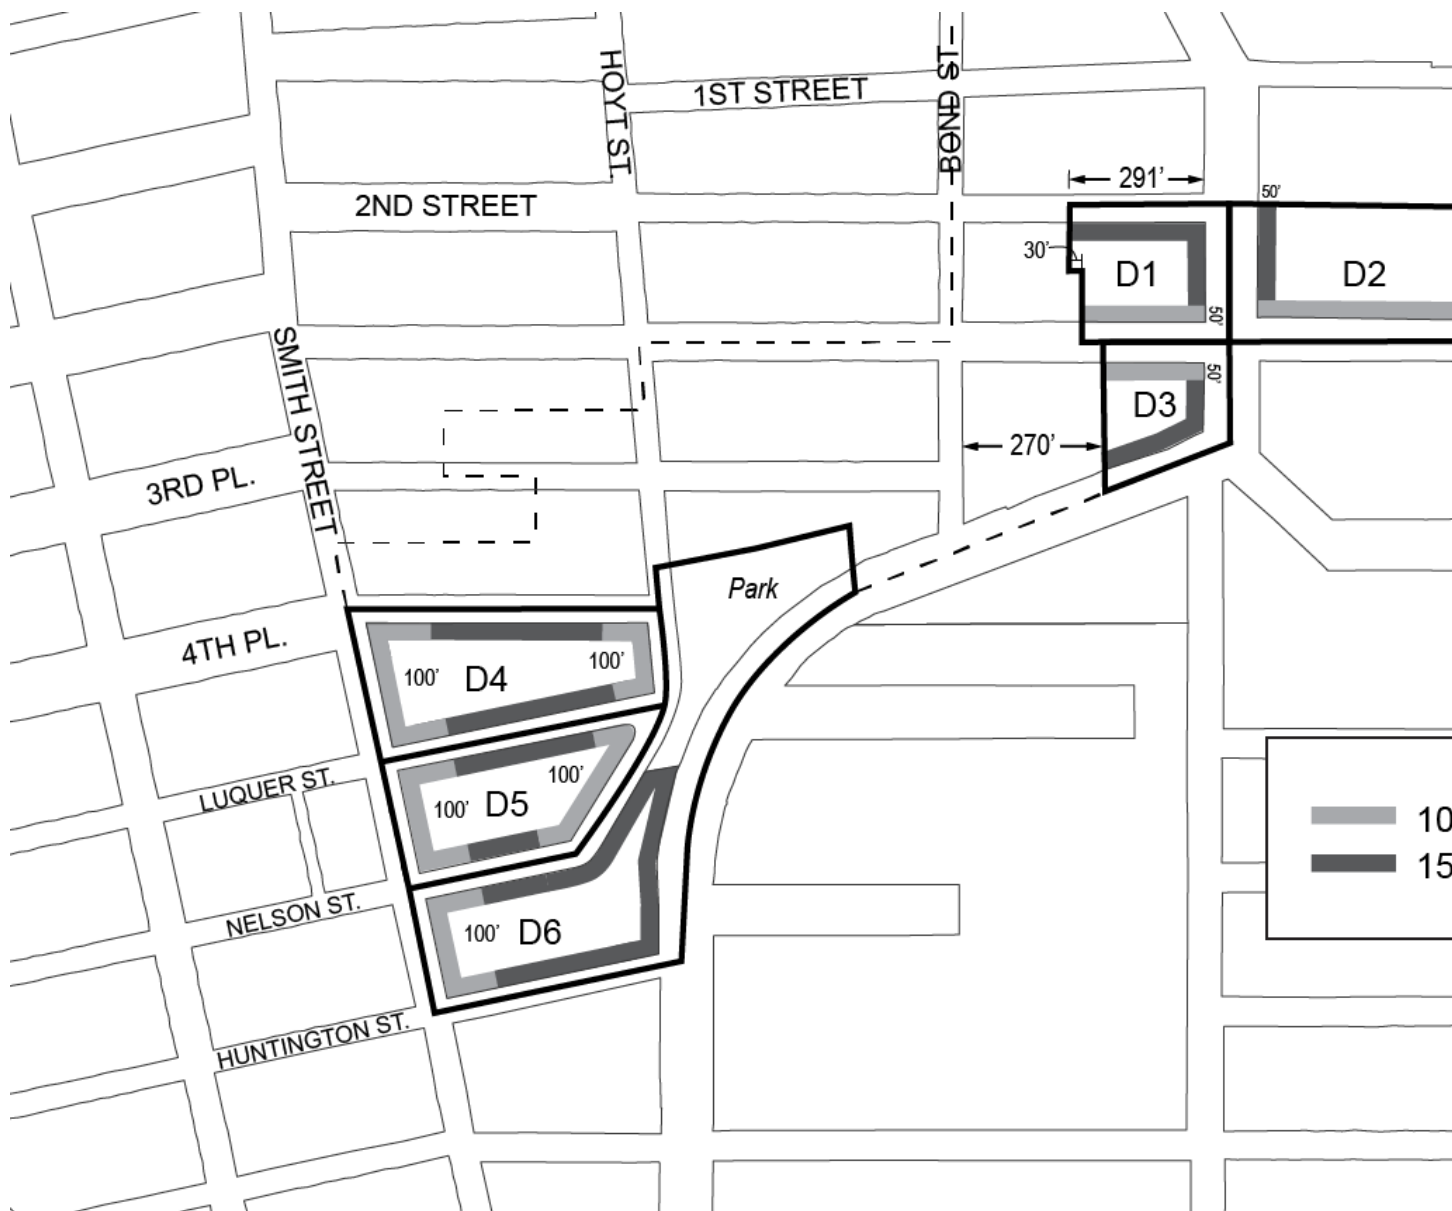 HOYT ST.
1ST STREET
BOND ST
291'
50'
2ND STREET
30'
D1
D2
50'
SMITH STREET
50'
D3
270'
3RD PL.
Park
4TH PL.
100'
D4
100'
LUQUER ST.
100'
100'
D5
10
15
NELSON ST.
100'
D6
HUNTINGTON ST.